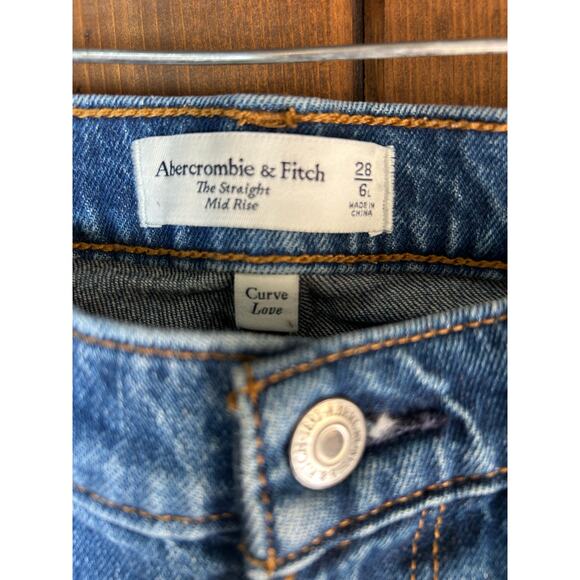 Abercrombie & Fitch
The Straight
Mid Rise
28
6L
MADE IN
CHINA
Curve
Love